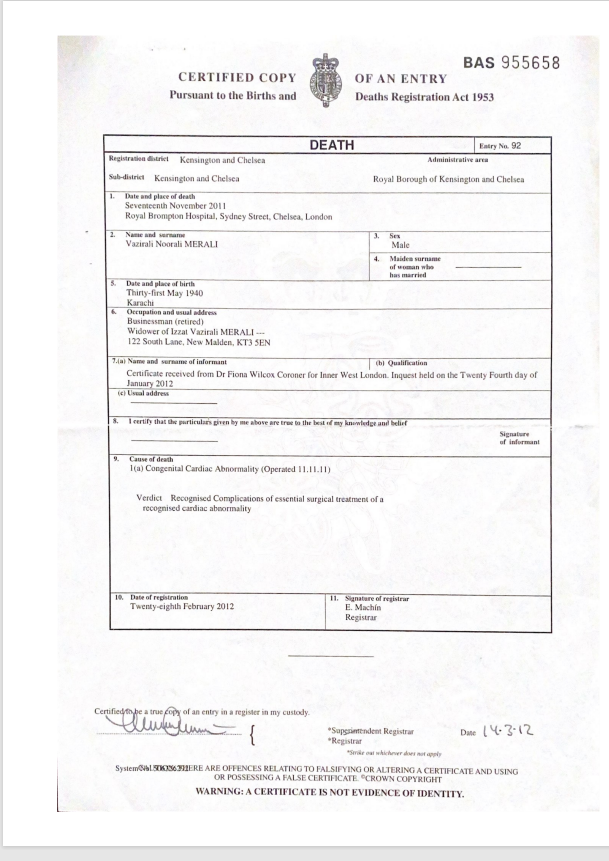 BAS 955658
CERTIFIED COPY OF AN ENTRY
Pursuant to the Births and Deaths Registration Act 1953
DEATH
Entry No. 92
Registration district Kensington and Chelsea
Administrative area
Sub-district Kensington and Chelsea
Royal Borough of Kensington and Chelsea
1. Date and place of death
Seventeenth November 2011
Royal Brompton Hospital, Sydney Street, Chelsea, London
2. Name and surname
Vazirali Noorali MERALI
3. Sex
Male
4. Maiden surname
of woman who
has married
5. Date and place of birth
Thirty-first May 1940
Karachi
6. Occupation and usual address
Businessman (retired)
Widower of Izzat Vazirali MERALI ---
122 South Lane, New Malden, KT3 5EN
7.(a) Name and surname of informant
(b) Qualification
Certificate received from Dr Fiona Wilcox Coroner for Inner West London. Inquest held on the Twenty Fourth day of
January 2012
(c) Usual address
8. I certify that the particulars given by me above are true to the best of my knowledge and belief
Signature
of informant
9. Cause of death
1(a) Congenital Cardiac Abnormality (Operated 11.11.11)
Verdict Recognised Complications of essential surgical treatment of a
recognised cardiac abnormality
10. Date of registration
Twenty-eighth February 2012
11. Signature of registrar
E. Machin
Registrar
Certified to be a true copy of an entry in a register in my custody.
*Superintendent Registrar
*Registrar
Date 14-3-12
*Strike out whichever does not apply
System No. THERE ARE OFFENCES RELATING TO FALSIFYING OR ALTERING A CERTIFICATE AND USING
OR POSSESSING A FALSE CERTIFICATE. ©CROWN COPYRIGHT
WARNING: A CERTIFICATE IS NOT EVIDENCE OF IDENTITY.